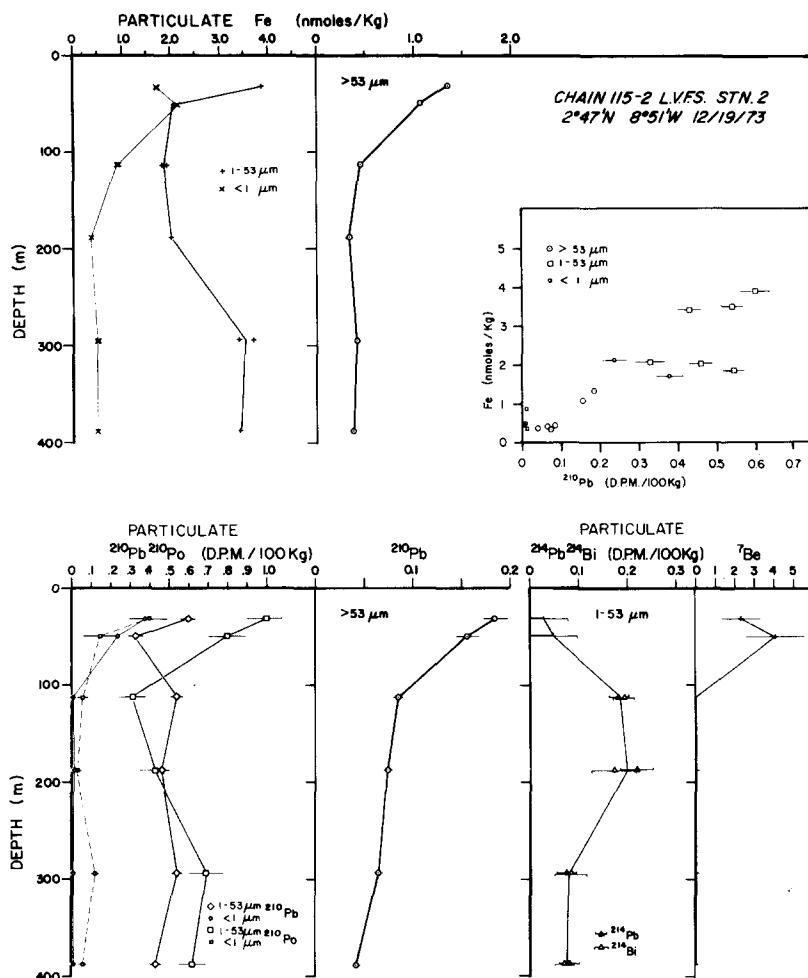 PARTICULATE Fe (nmoles/Kg)
0 1.0 2.0 3.0 4.0 0 1.0 2.0
0
100
200
300
400
DEPTH (m)
+ 1-53 μm
× <1 μm
>53 μm
CHAIN 115-2 L.V.F.S. STN. 2
2°47'N 8°51'W 12/19/73
> 53 μm
1-53 μm
< 1 μm
Fe (nmoles/Kg)
5
4
3
2
1
0
0 0.1 0.2 0.3 0.4 0.5 0.6 0.7
²¹⁰Pb (D.P.M./100Kg)
PARTICULATE PARTICULATE
²¹⁰Pb ²¹⁰Po (D.P.M./100Kg) ²¹⁰Pb ²¹⁴Pb ²¹⁴Bi (D.P.M./100Kg) ⁷Be
0 .1 .2 .3 .4 .5 .6 .7 .8 .9 1.0 0.1 0.2 0 0.1 0.2 0.3 0 1 2 3 4 5
0
100
200
300
400
DEPTH (m)
>53 μm
1-53 μm
1-53 μm ²¹⁰Pb
<1 μm
1-53 μm ²¹⁰Po
<1 μm
²¹⁴Pb
²¹⁴Bi